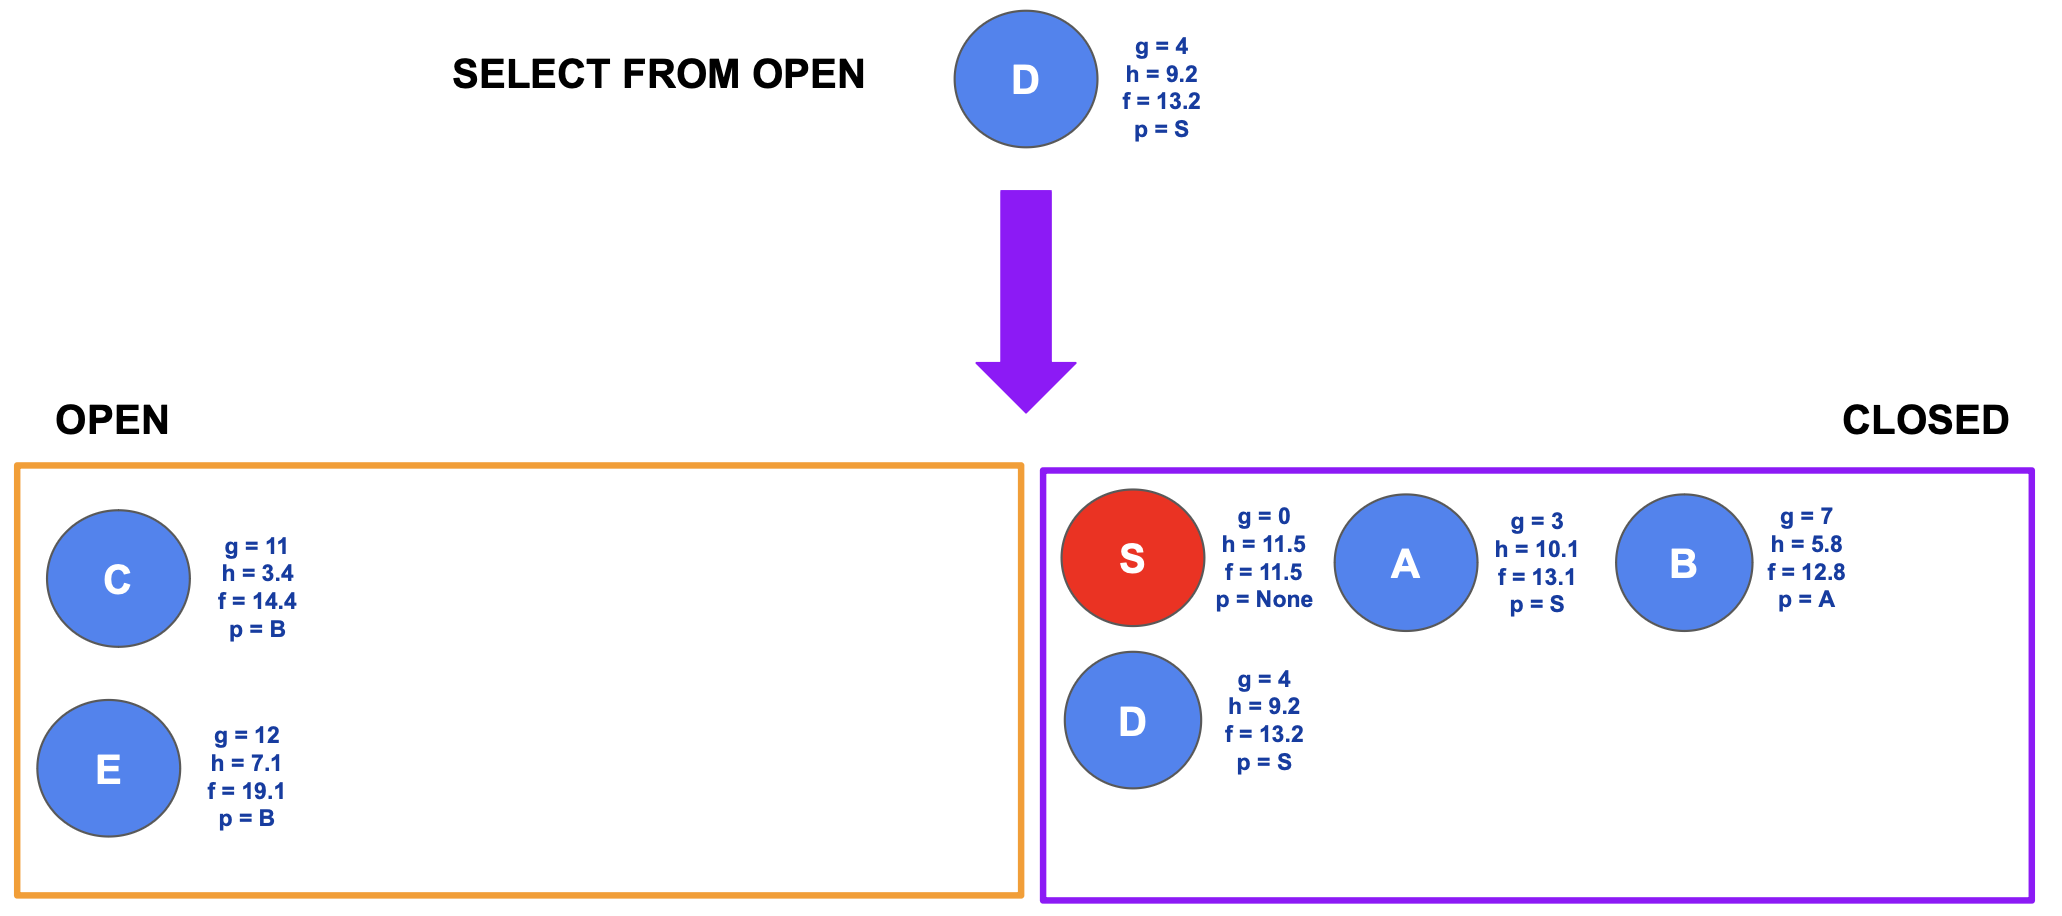 SELECT FROM OPEN
D
g = 4
h = 9.2
f = 13.2
p = S
OPEN
CLOSED
C
g = 11
h = 3.4
f = 14.4
p = B
E
g = 12
h = 7.1
f = 19.1
p = B
S
g = 0
h = 11.5
f = 11.5
p = None
A
g = 3
h = 10.1
f = 13.1
p = S
B
g = 7
h = 5.8
f = 12.8
p = A
D
g = 4
h = 9.2
f = 13.2
p = S